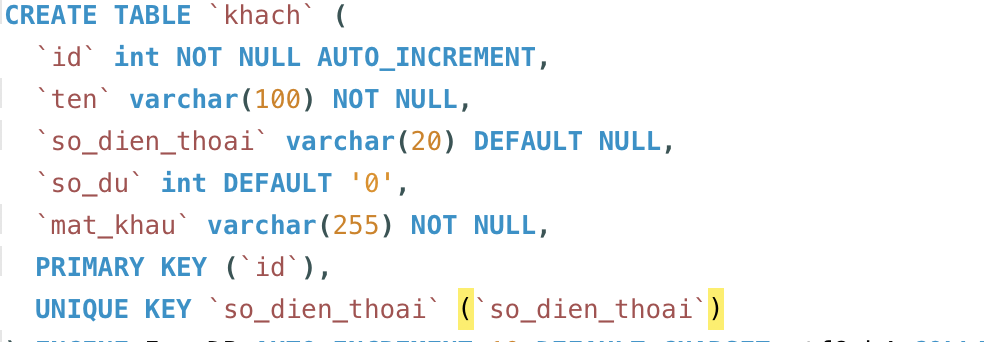 CREATE TABLE `khach` (
`id` int NOT NULL AUTO_INCREMENT,
`ten` varchar(100) NOT NULL,
`so_dien_thoai` varchar(20) DEFAULT NULL,
`so_du` int DEFAULT '0',
`mat_khau` varchar(255) NOT NULL,
PRIMARY KEY (`id`),
UNIQUE KEY `so_dien_thoai` (`so_dien_thoai`)